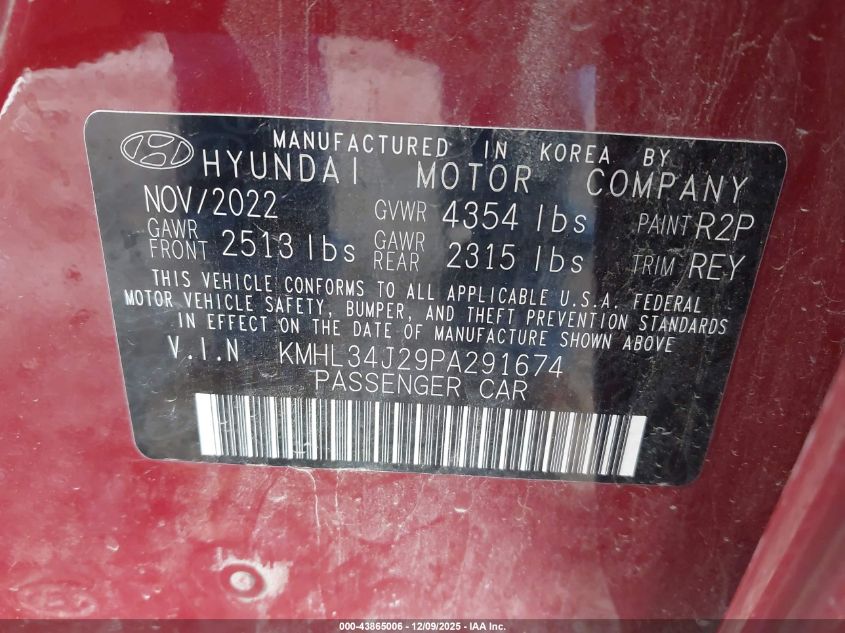 MANUFACTURED IN KOREA BY
HYUNDAI MOTOR COMPANY
NOV/2022 GVWR 4354 lbs PAINT R2P
GAWR FRONT 2513 lbs GAWR REAR 2315 lbs TRIM REY
THIS VEHICLE CONFORMS TO ALL APPLICABLE U.S.A. FEDERAL
MOTOR VEHICLE SAFETY, BUMPER, AND THEFT PREVENTION STANDARDS
IN EFFECT ON THE DATE OF MANUFACTURE SHOWN ABOVE.
V.I.N KMHL34J29PA291674
PASSENGER CAR
000-43865006 - 12/09/2025 - IAA Inc.